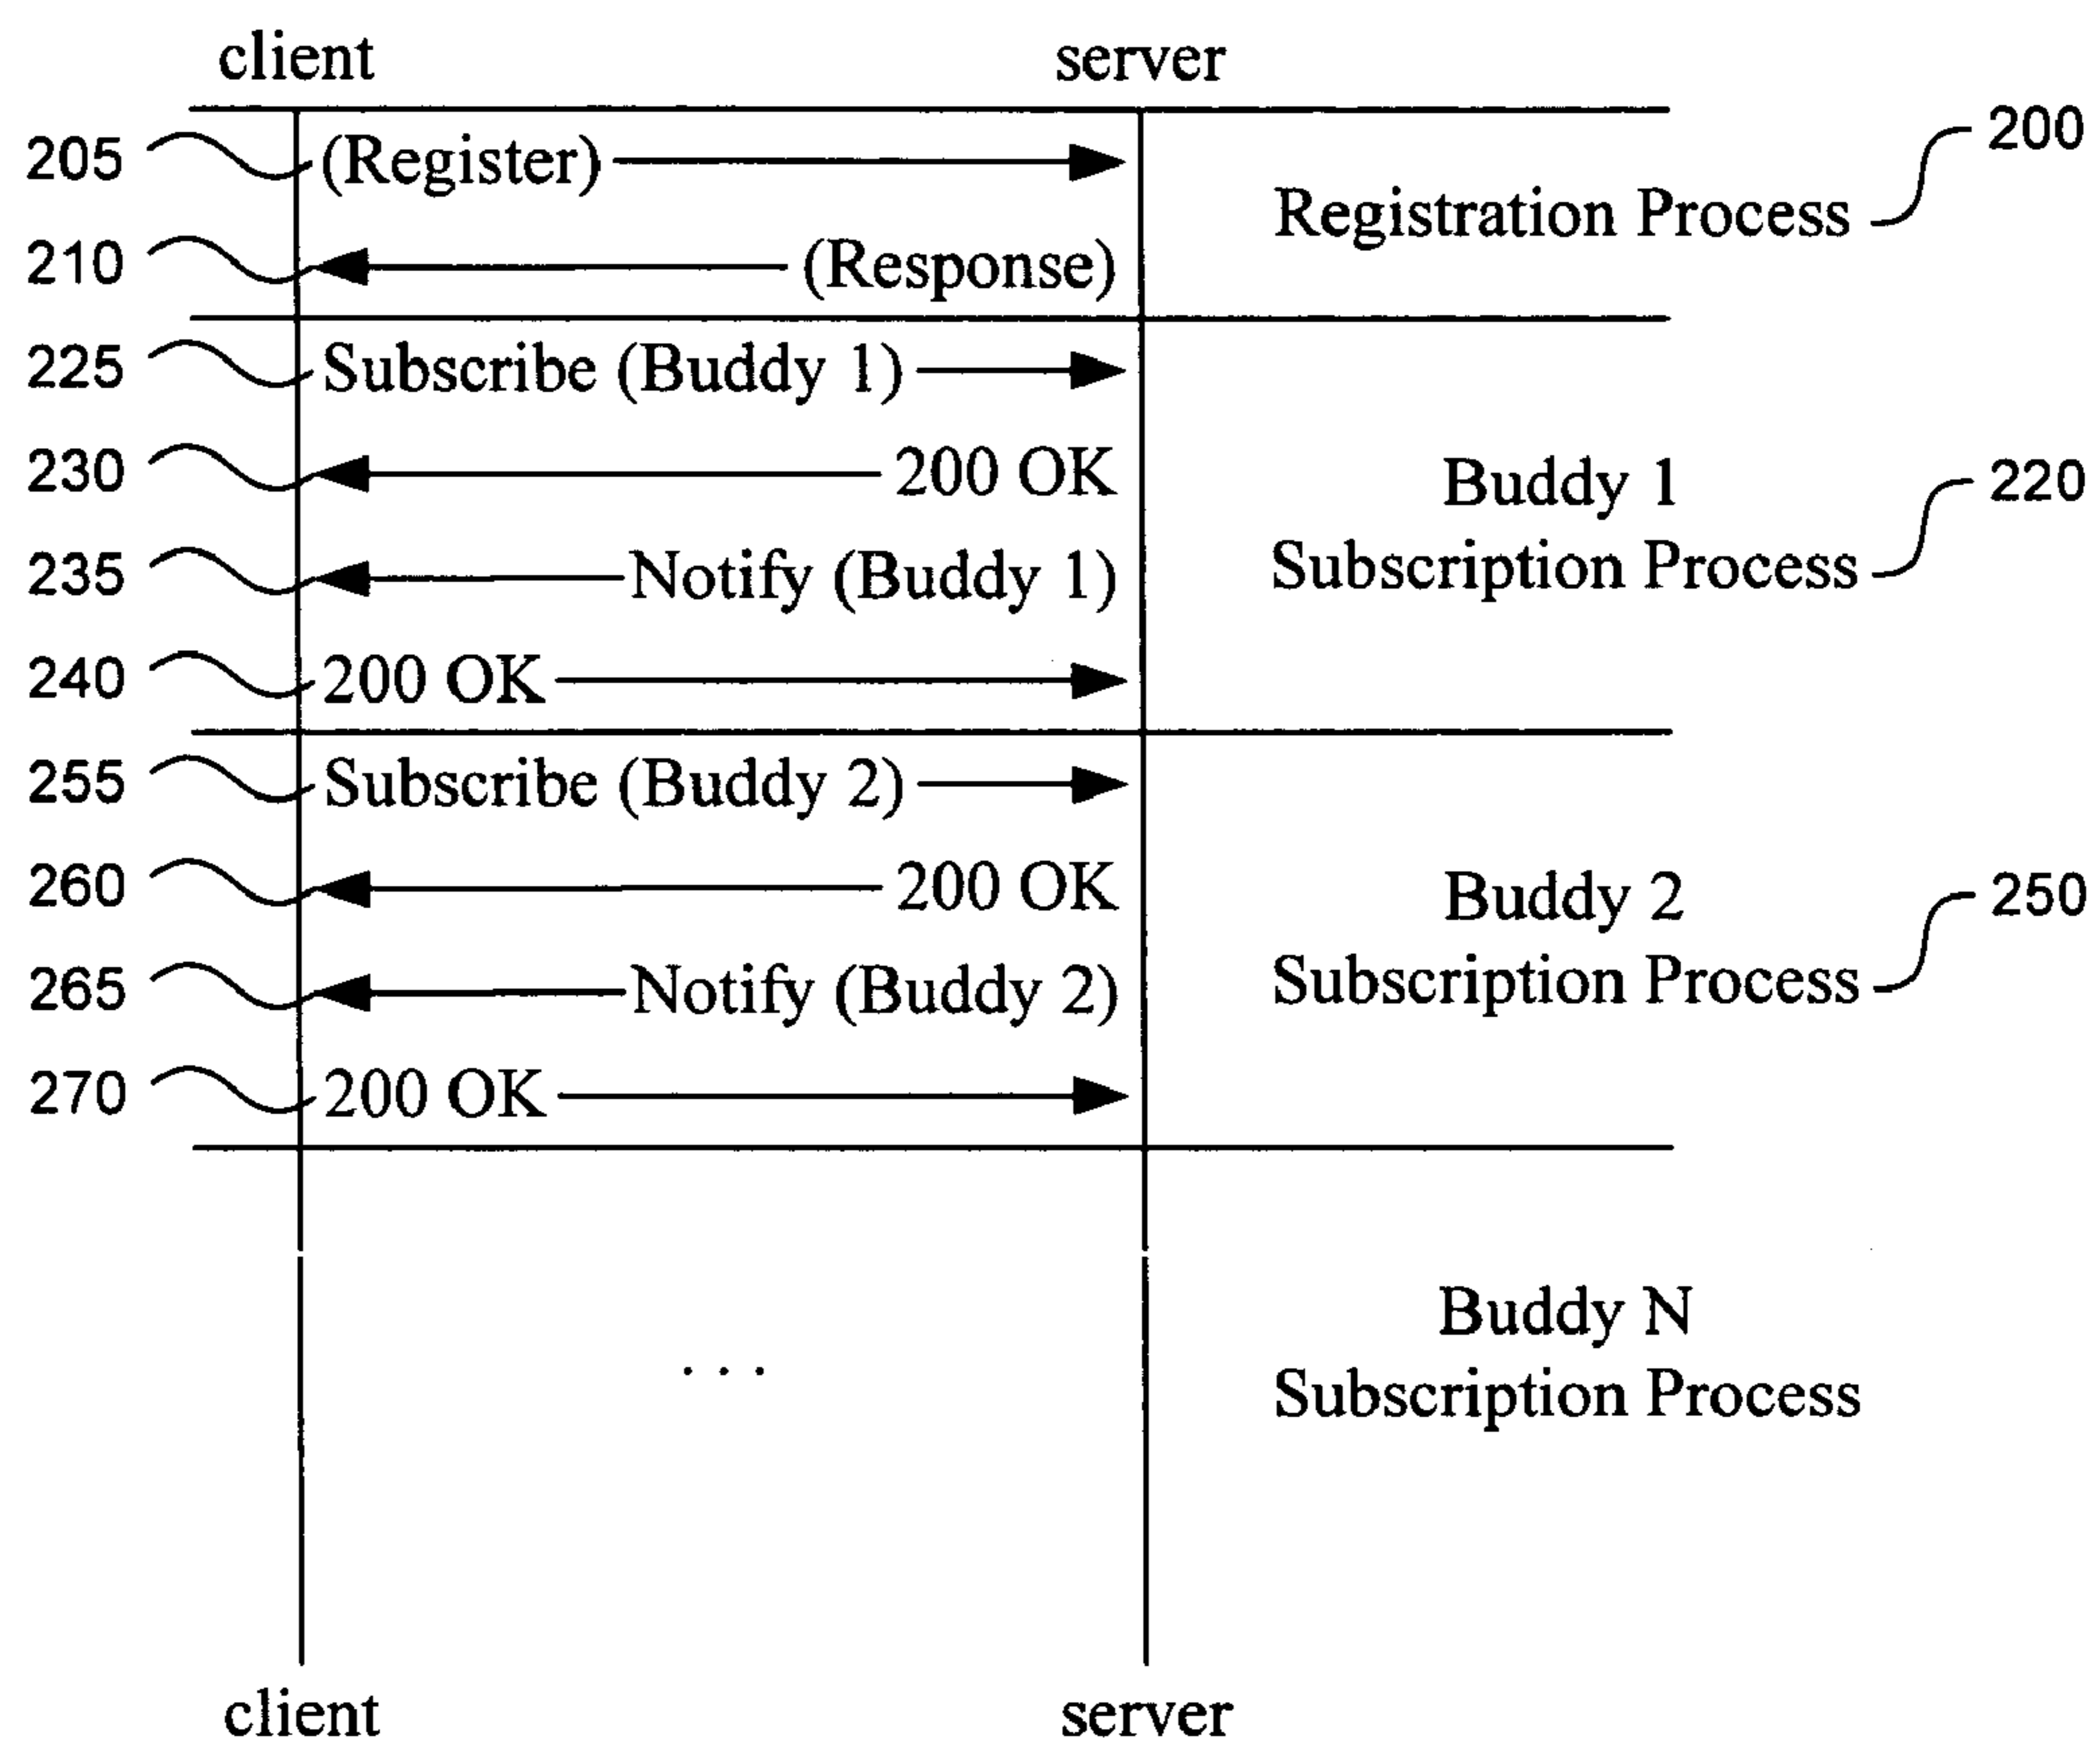 client server
205 (Register) 200
Registration Process
210 (Response)
225 Subscribe (Buddy 1)
230 200 OK Buddy 1 220
235 Notify (Buddy 1) Subscription Process
240 200 OK
255 Subscribe (Buddy 2)
260 200 OK Buddy 2 250
265 Notify (Buddy 2) Subscription Process
270 200 OK
Buddy N
. . . Subscription Process
client server